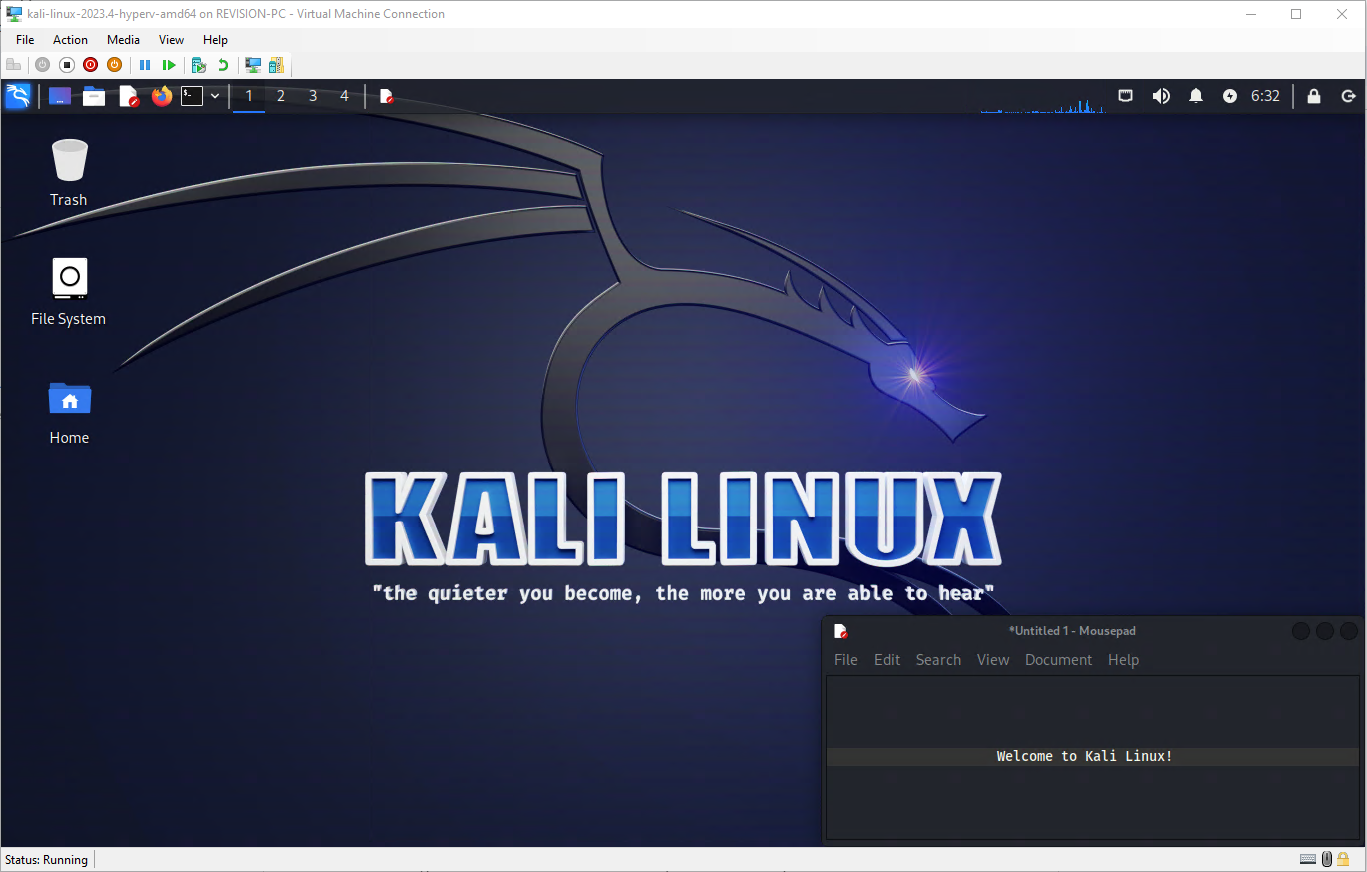 kali-linux-2023.4-hyperv-amd64 on REVISION-PC - Virtual Machine Connection
File Action Media View Help
1 2 3 4 6:32
Trash
File System
Home
KALI LINUX
"the quieter you become, the more you are able to hear"
*Untitled 1 - Mousepad
File Edit Search View Document Help
Welcome to Kali Linux!
Status: Running